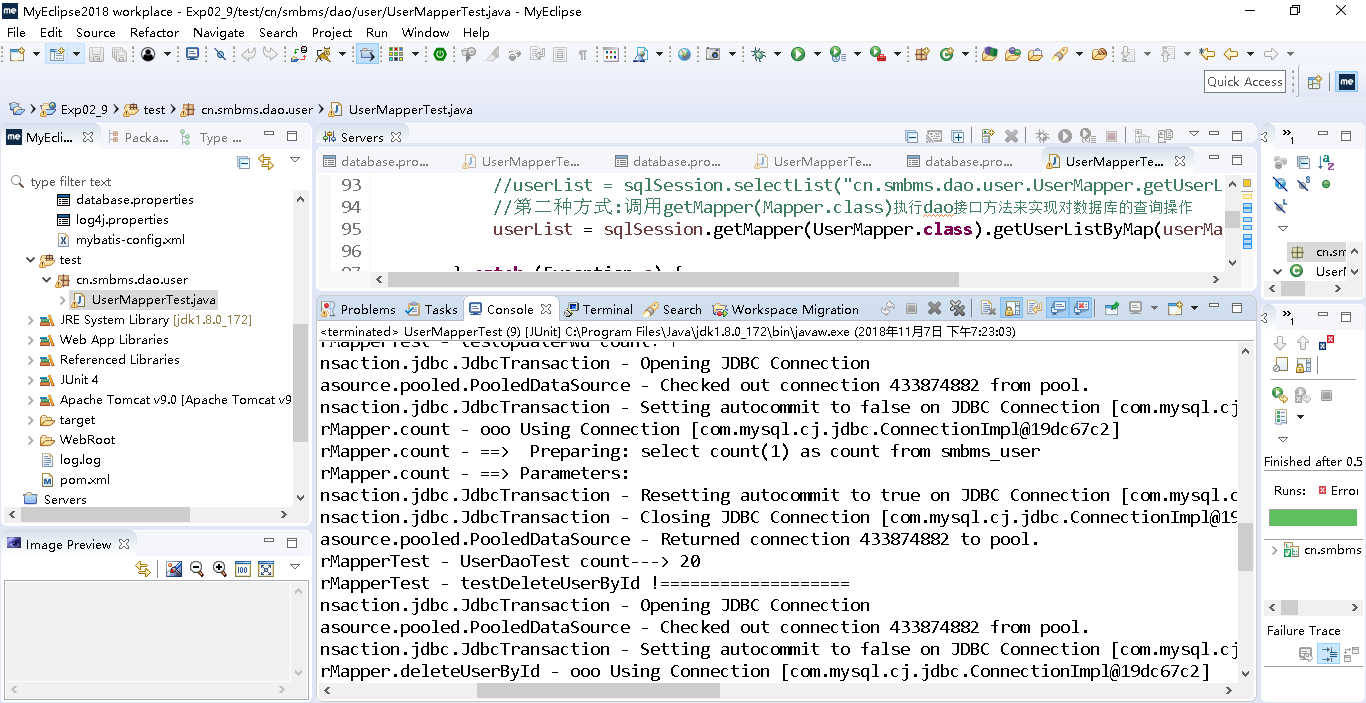 MyEclipse2018 workplace - Exp02_9/test/cn/smbms/dao/user/UserMapperTest.java - MyEclipse
File Edit Source Refactor Navigate Search Project Run Window Help
Quick Access
Exp02_9 test cn.smbms.dao.user UserMapperTest.java
MyEcli... Packa... Type ...
type filter text
database.properties
log4j.properties
mybatis-config.xml
test
cn.smbms.dao.user
UserMapperTest.java
JRE System Library [jdk1.8.0_172]
Web App Libraries
Referenced Libraries
JUnit 4
Apache Tomcat v9.0 [Apache Tomcat v9
target
WebRoot
log.log
pom.xml
Servers
Image Preview
Servers
database.pro... UserMapperTe... database.pro... UserMapperTe... database.pro... UserMapperTe...
93 //userList = sqlSession.selectList("cn.smbms.dao.user.UserMapper.getUserL
94 //第二种方式:调用getMapper(Mapper.class)执行dao接口方法来实现对数据库的查询操作
95 userList = sqlSession.getMapper(UserMapper.class).getUserListByMap(userMa
96
97 } catch (Exception e) {
Problems Tasks Console Terminal Search Workspace Migration
<terminated> UserMapperTest (9) [JUnit] C:\Program Files\Java\jdk1.8.0_172\bin\javaw.exe (2018年11月7日 下午7:23:03)
rMapperTest - testUpdatePwd count: 1
nsaction.jdbc.JdbcTransaction - Opening JDBC Connection
asource.pooled.PooledDataSource - Checked out connection 433874882 from pool.
nsaction.jdbc.JdbcTransaction - Setting autocommit to false on JDBC Connection [com.mysql.cj
rMapper.count - ooo Using Connection [com.mysql.cj.jdbc.ConnectionImpl@19dc67c2]
rMapper.count - ==>  Preparing: select count(1) as count from smbms_user
rMapper.count - ==> Parameters:
nsaction.jdbc.JdbcTransaction - Resetting autocommit to true on JDBC Connection [com.mysql.c
nsaction.jdbc.JdbcTransaction - Closing JDBC Connection [com.mysql.cj.jdbc.ConnectionImpl@19
asource.pooled.PooledDataSource - Returned connection 433874882 to pool.
rMapperTest - UserDaoTest count---> 20
rMapperTest - testDeleteUserById !===================
nsaction.jdbc.JdbcTransaction - Opening JDBC Connection
asource.pooled.PooledDataSource - Checked out connection 433874882 from pool.
nsaction.jdbc.JdbcTransaction - Setting autocommit to false on JDBC Connection [com.mysql.cj
rMapper.deleteUserById - ooo Using Connection [com.mysql.cj.jdbc.ConnectionImpl@19dc67c2]
cn.sm
UserM
Finished after 0.5
Runs: Error
cn.smbms
Failure Trace